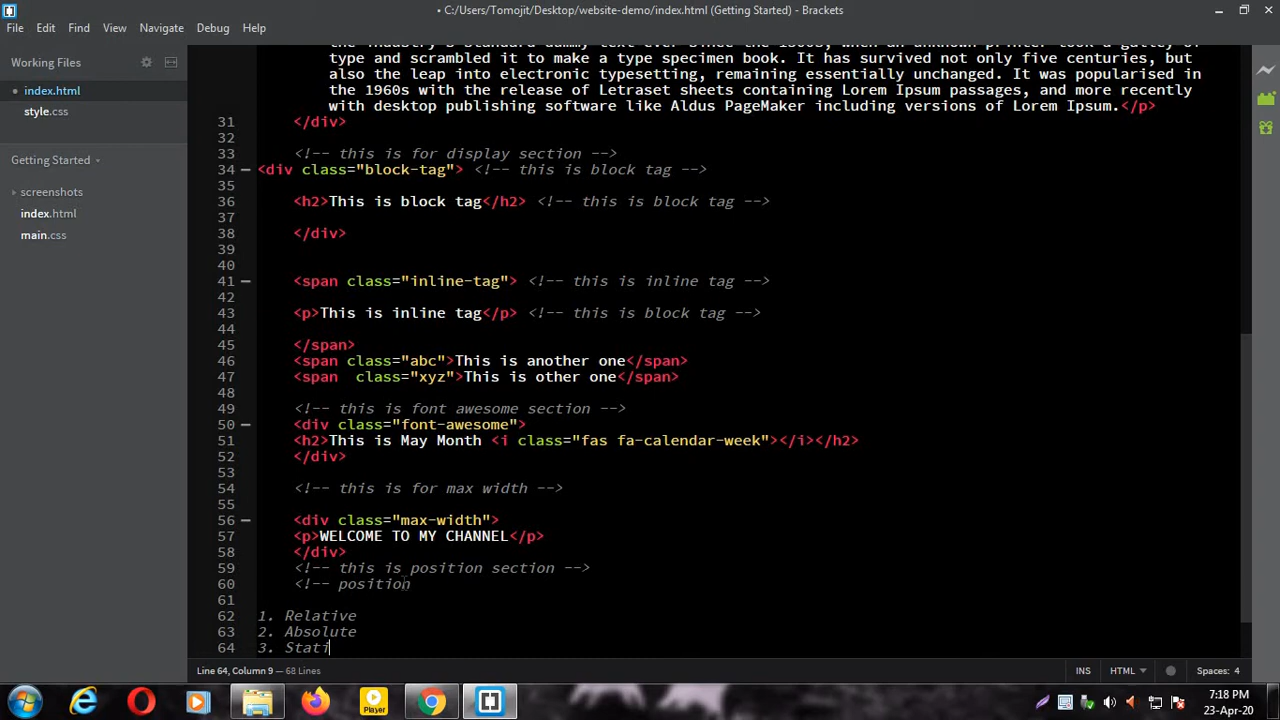 • C:/Users/Tomojit/Desktop/website-demo/index.html (Getting Started) - Brackets
File Edit Find View Navigate Debug Help
Working Files
index.html
style.css
Getting Started
screenshots
index.html
main.css
type and scrambled it to make a type specimen book. It has survived not only five centuries, but
also the leap into electronic typesetting, remaining essentially unchanged. It was popularised in
the 1960s with the release of Letraset sheets containing Lorem Ipsum passages, and more recently
with desktop publishing software like Aldus PageMaker including versions of Lorem Ipsum.</p>
31 </div>
32
33 <!-- this is for display section -->
34 <div class="block-tag"> <!-- this is block tag -->
35
36 <h2>This is block tag</h2> <!-- this is block tag -->
37
38 </div>
39
40
41 <span class="inline-tag"> <!-- this is inline tag -->
42
43 <p>This is inline tag</p> <!-- this is block tag -->
44
45 </span>
46 <span class="abc">This is another one</span>
47 <span  class="xyz">This is other one</span>
48
49 <!-- this is font awesome section -->
50 <div class="font-awesome">
51 <h2>This is May Month <i class="fas fa-calendar-week"></i></h2>
52 </div>
53
54 <!-- this is for max width -->
55
56 <div class="max-width">
57 <p>WELCOME TO MY CHANNEL</p>
58 </div>
59 <!-- this is position section -->
60 <!-- position
61
62 1. Relative
63 2. Absolute
64 3. Stati
Line 64, Column 9 — 68 Lines
INS HTML Spaces: 4
Player
7:18 PM
23-Apr-20